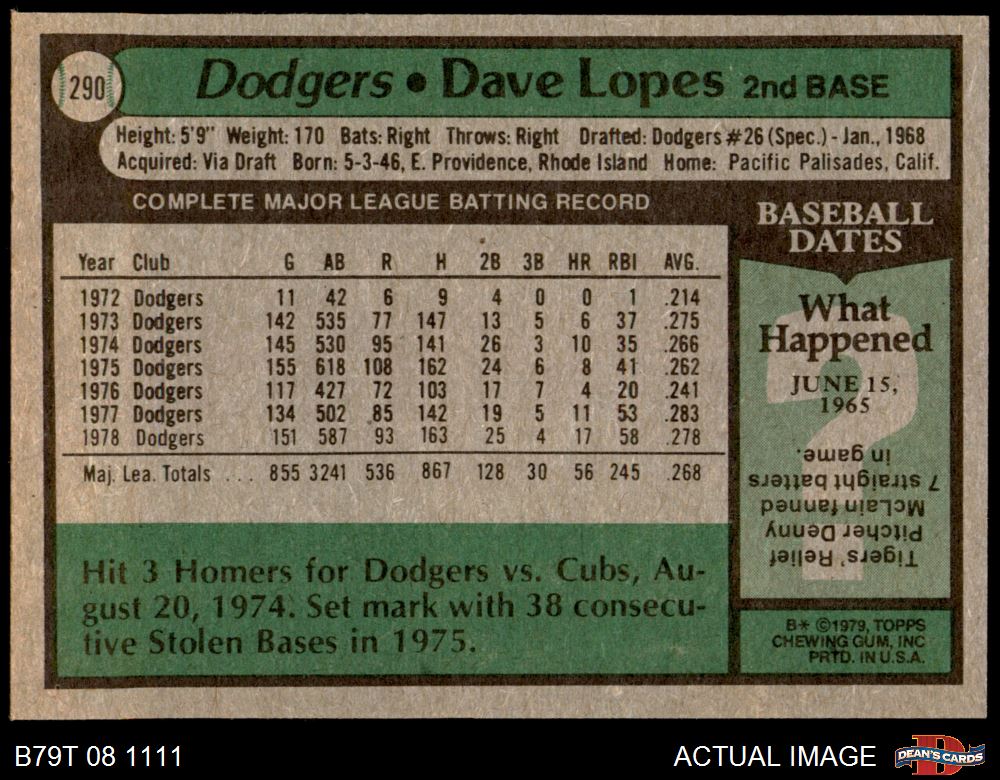 290
Dodgers • Dave Lopes 2nd BASE
Height: 5'9" Weight: 170 Bats: Right Throws: Right Drafted: Dodgers #26 (Spec.) - Jan., 1968
Acquired: Via Draft Born: 5-3-46, E. Providence, Rhode Island Home: Pacific Palisades, Calif.
COMPLETE MAJOR LEAGUE BATTING RECORD
Year Club G AB R H 2B 3B HR RBI AVG.
1972 Dodgers 11 42 6 9 4 0 0 1 .214
1973 Dodgers 142 535 77 147 13 5 6 37 .275
1974 Dodgers 145 530 95 141 26 3 10 35 .266
1975 Dodgers 155 618 108 162 24 6 8 41 .262
1976 Dodgers 117 427 72 103 17 7 4 20 .241
1977 Dodgers 134 502 85 142 19 5 11 53 .283
1978 Dodgers 151 587 93 163 25 4 17 58 .278
Maj. Lea. Totals ... 855 3241 536 867 128 30 56 245 .268
Hit 3 Homers for Dodgers vs. Cubs, Au-
gust 20, 1974. Set mark with 38 consecu-
tive Stolen Bases in 1975.
BASEBALL
DATES
What
Happened
JUNE 15,
1965
?
Tigers' Relief
Pitcher Denny
McLain fanned
7 straight batters
in game.
B* ©1979, TOPPS
CHEWING GUM, INC
PRTD. IN U.S.A.
B79T 08 1111
ACTUAL IMAGE
D
DEAN'S CARDS